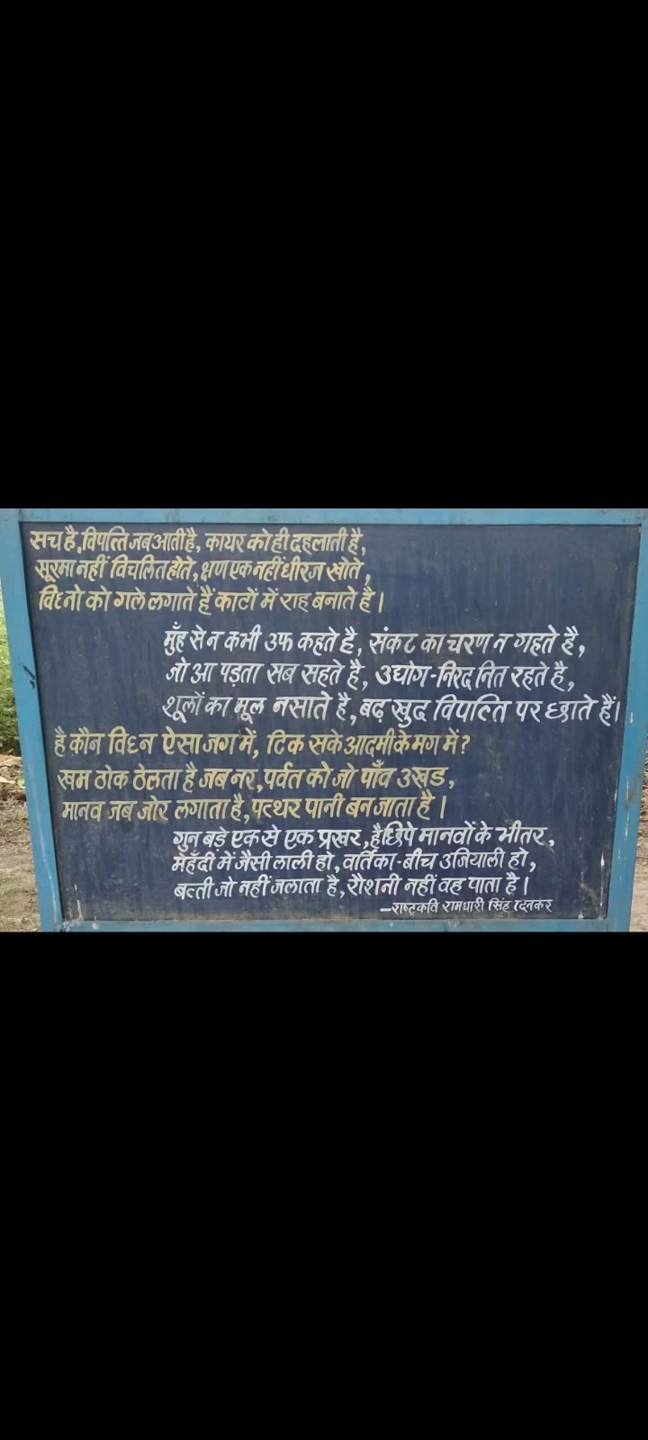 सच है, विपत्ति जब आती है, कायर को ही दहलाती है,
सूरमा नहीं विचलित होते, क्षण एक नहीं धीरज खोते,
विघ्नो को गले लगाते हैं काटों में राह बनाते है।
मुँह से न कभी उफ कहते है, संकट का चरण न गहते है,
जो आ पड़ता सब सहते है, उद्योग-निरद नित रहते है,
शूलों का मूल नसाते है, बढ़ खुद विपत्ति पर छाते हैं।
है कौन विघ्न ऐसा जग में, टिक सके आदमी के मग में?
खम ठोक ठेलता है जब नर, पर्वत को जो पाँव उखड,
मानव जब जोर लगाता है, पत्थर पानी बन जाता है।
गुन बड़े एक से एक प्रखर, है छिपे मानवों के भीतर,
मेहँदी में जैसी लाली हो, वार्तिका-बीच उजियाली हो,
बत्ती जो नहीं जलाता है, रौशनी नहीं वह पाता है।
–राष्ट्रकवि रामधारी सिंह दिनकर